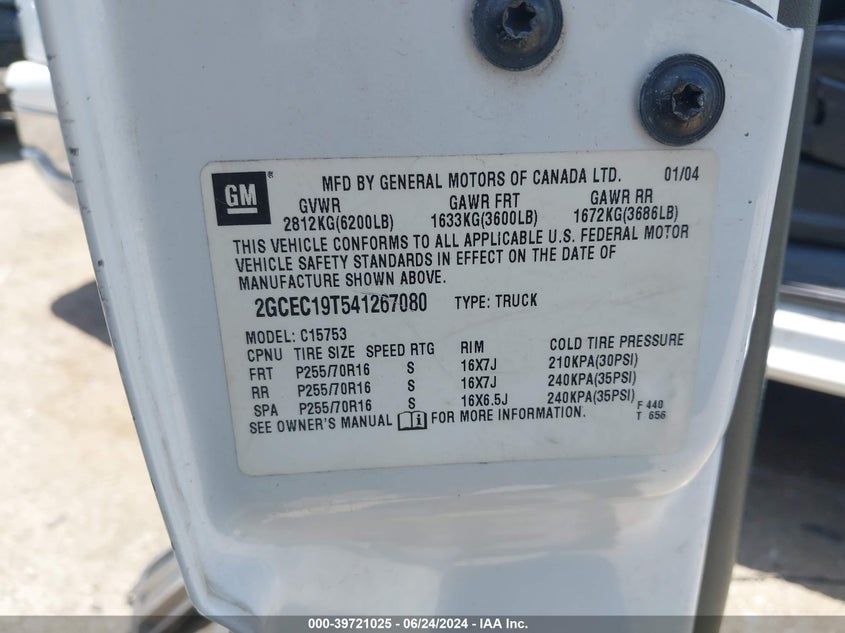 GM ®
MFD BY GENERAL MOTORS OF CANADA LTD. 01/04
GVWR GAWR FRT GAWR RR
2812KG(6200LB) 1633KG(3600LB) 1672KG(3686LB)
THIS VEHICLE CONFORMS TO ALL APPLICABLE U.S. FEDERAL MOTOR
VEHICLE SAFETY STANDARDS IN EFFECT ON THE DATE OF
MANUFACTURE SHOWN ABOVE.
2GCEC19T541267080 TYPE: TRUCK
MODEL: C15753
CPNU TIRE SIZE SPEED RTG RIM COLD TIRE PRESSURE
FRT P255/70R16 S 16X7J 210KPA(30PSI)
RR P255/70R16 S 16X7J 240KPA(35PSI)
SPA P255/70R16 S 16X6.5J 240KPA(35PSI)
SEE OWNER'S MANUAL i FOR MORE INFORMATION.
F 440
T 656
000-39721025 - 06/24/2024 - IAA Inc.